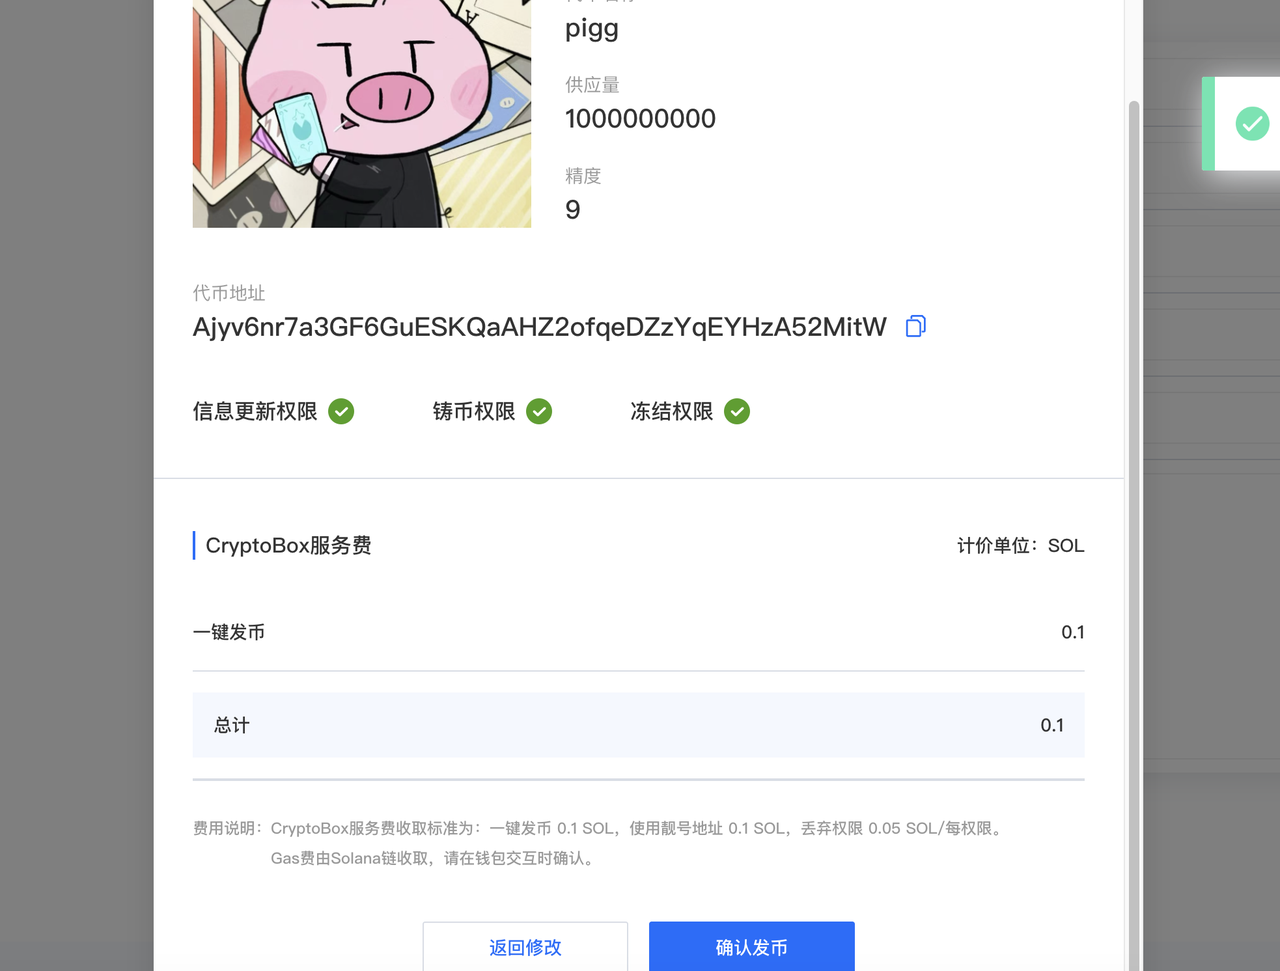 pigg
供应量
1000000000
精度
9
代币地址
Ajyv6nr7a3GF6GuESKQaAHZ2ofqeDZzYqEYHzA52MitW
信息更新权限 铸币权限 冻结权限
CryptoBox服务费 计价单位：SOL
一键发币 0.1
总计 0.1
费用说明：CryptoBox服务费收取标准为：一键发币 0.1 SOL，使用靓号地址 0.1 SOL，丢弃权限 0.05 SOL/每权限。
Gas费由Solana链收取，请在钱包交互时确认。
返回修改 确认发币